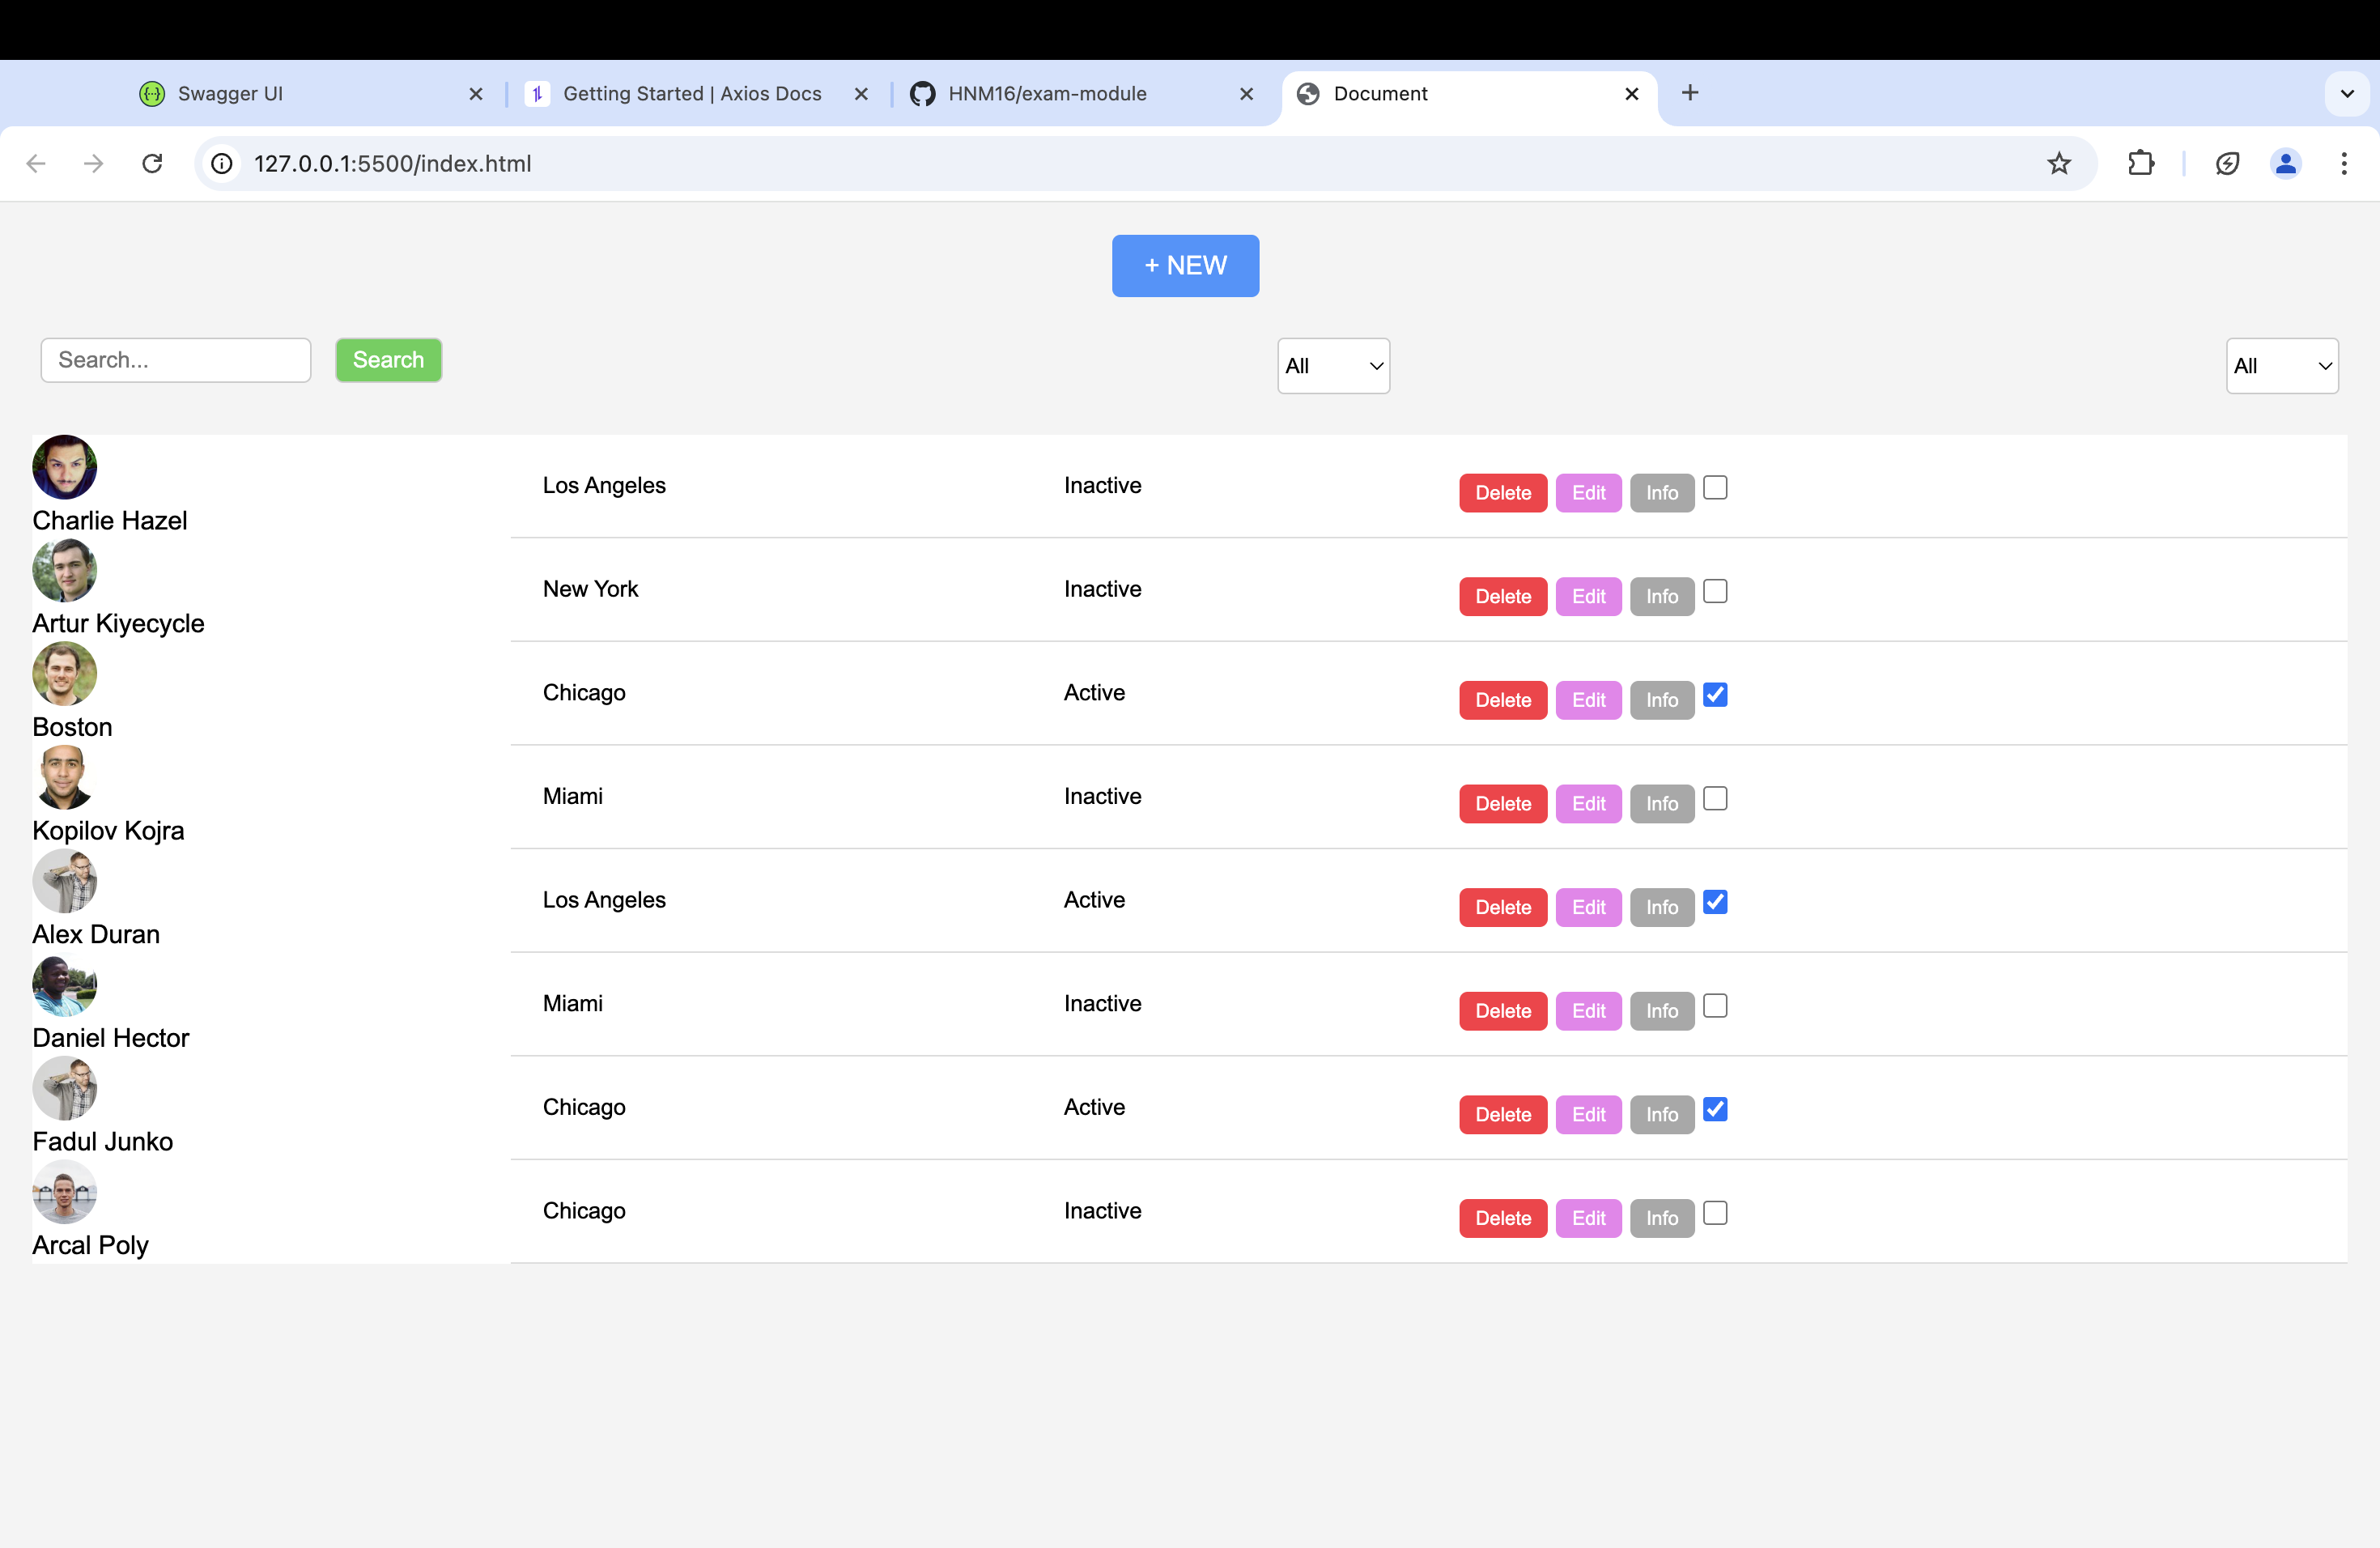 Swagger UI
Getting Started | Axios Docs
HNM16/exam-module
Document
127.0.0.1:5500/index.html
+ NEW
Search...
Search
All
All
Charlie Hazel
Los Angeles
Inactive
Delete
Edit
Info
Artur Kiyecycle
New York
Inactive
Delete
Edit
Info
Boston
Chicago
Active
Delete
Edit
Info
Kopilov Kojra
Miami
Inactive
Delete
Edit
Info
Alex Duran
Los Angeles
Active
Delete
Edit
Info
Daniel Hector
Miami
Inactive
Delete
Edit
Info
Fadul Junko
Chicago
Active
Delete
Edit
Info
Arcal Poly
Chicago
Inactive
Delete
Edit
Info